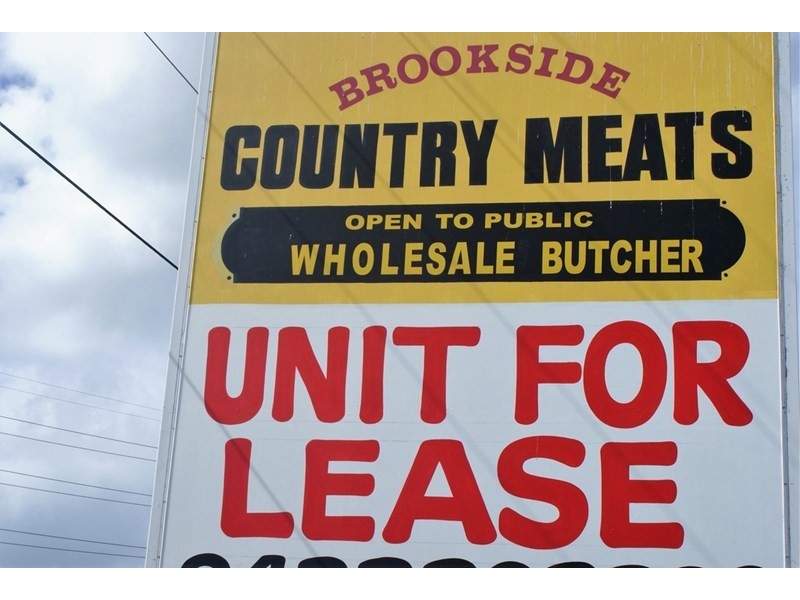 BROOKSIDE
COUNTRY MEATS
OPEN TO PUBLIC
WHOLESALE BUTCHER
UNIT FOR
LEASE